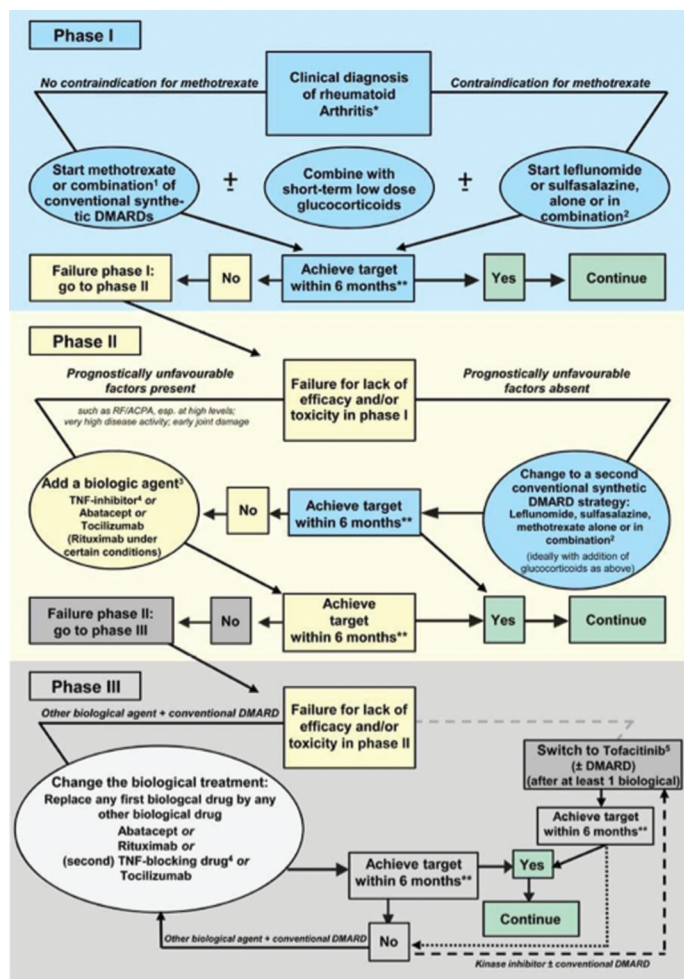 Phase I
No contraindication for methotrexate
Clinical diagnosis
of rheumatoid
Arthritis*
Contraindication for methotrexate
Start methotrexate
or combination¹ of
conventional synthe-
tic DMARDs
±
Combine with
short-term low dose
glucocorticoids
±
Start leflunomide
or sulfasalazine,
alone or in
combination²
Failure phase I:
go to phase II
No
Achieve target
within 6 months**
Yes
Continue
Phase II
Prognostically unfavourable
factors present
such as RF/ACPA, esp. at high levels;
very high disease activity; early joint damage
Failure for lack of
efficacy and/or
toxicity in phase I
Prognostically unfavourable
factors absent
Add a biologic agent³
TNF-inhibitor⁴ or
Abatacept or
Tocilizumab
(Rituximab under
certain conditions)
No
Achieve target
within 6 months**
Change to a second
conventional synthetic
DMARD strategy:
Leflunomide, sulfasalazine,
methotrexate alone or in
combination²
(ideally with addition of
glucocorticoids as above)
Failure phase II:
go to phase III
No
Achieve
target
within 6 months**
Yes
Continue
Phase III
Other biological agent + conventional DMARD
Failure for lack of
efficacy and/or
toxicity in phase II
Change the biological treatment:
Replace any first biologcal drug by any
other biological drug
Abatacept or
Rituximab or
(second) TNF-blocking drug⁴ or
Tocilizumab
Switch to Tofacitinib⁵
(± DMARD)
(after at least 1 biological)
Achieve target
within 6 months**
Achieve target
within 6 months**
Yes
Continue
No
Other biological agent + conventional DMARD
Kinase inhibitor ± conventional DMARD